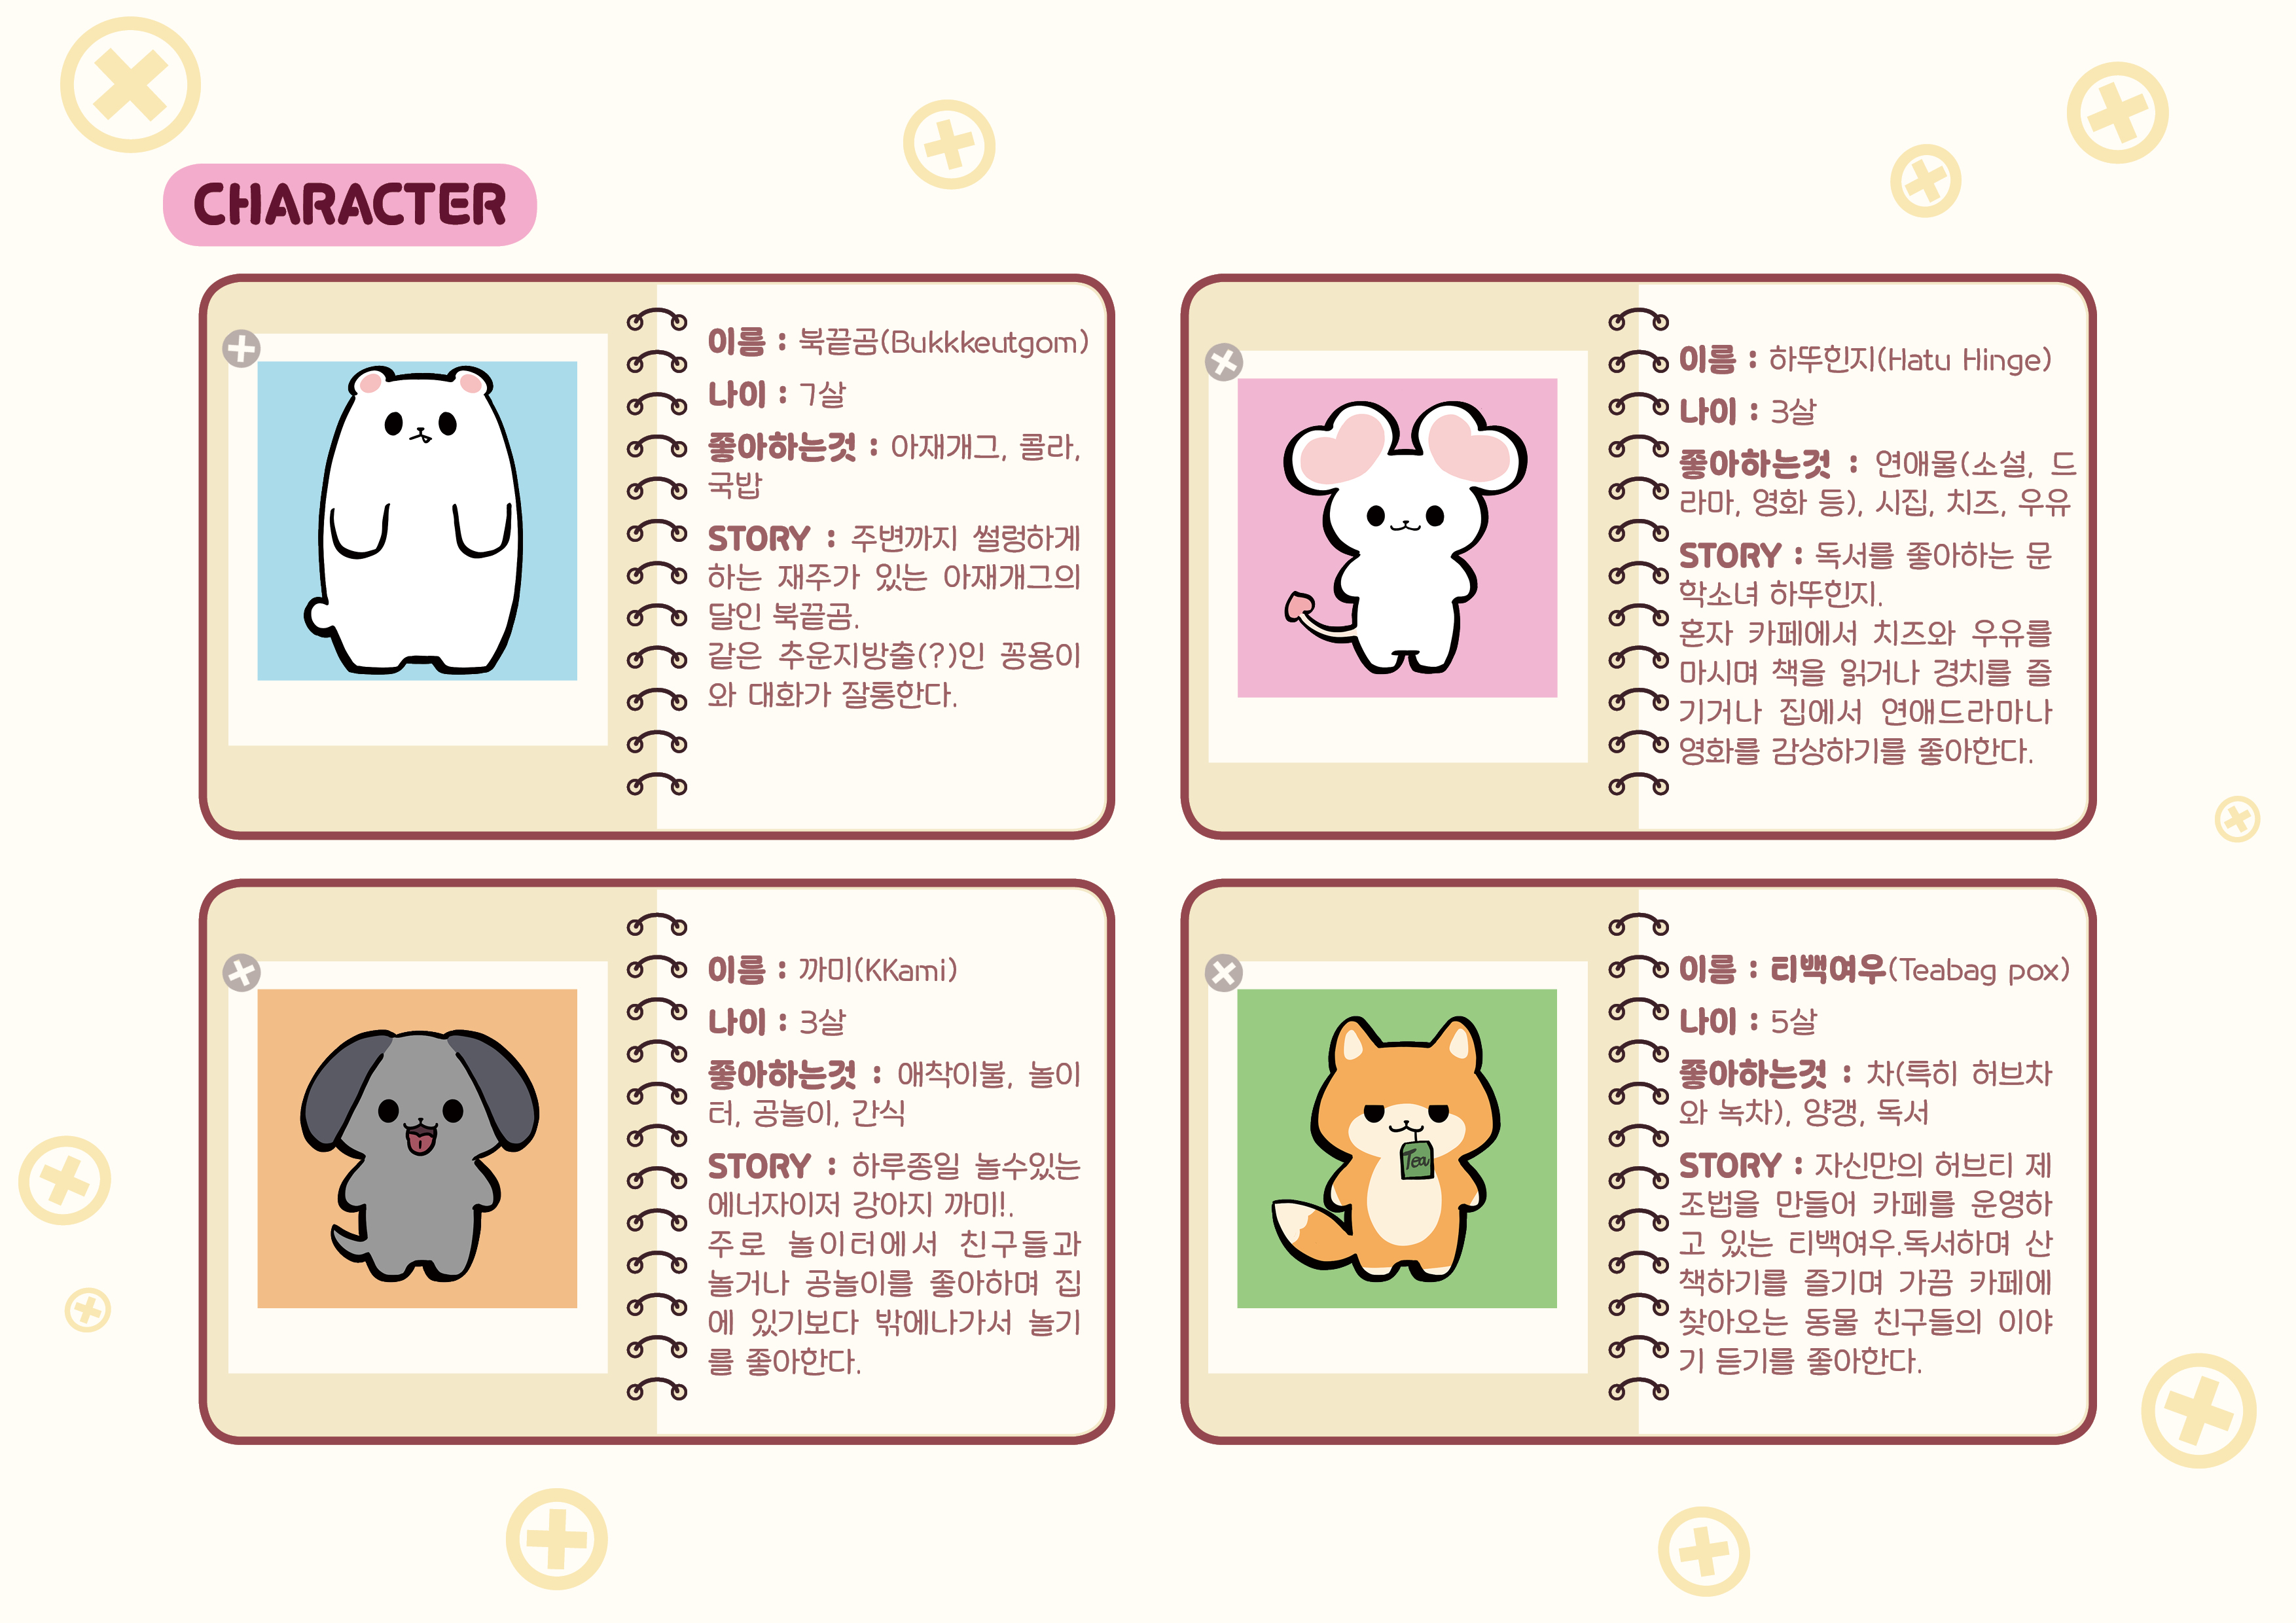 CHARACTER
이름 : 북끝곰(Bukkkeutgom)
나이 : 7살
좋아하는것 : 아재개그, 콜라,
국밥
STORY : 주변까지 썰렁하게
하는 재주가 있는 아재개그의
달인 북끝곰.
같은 추운지방출(?)인 꽁용이
와 대화가 잘통한다.
이름 : 하뚜힌지(Hatu Hinge)
나이 : 3살
좋아하는것 : 연애물(소설, 드
라마, 영화 등), 시집, 치즈, 우유
STORY : 독서를 좋아하는 문
학소녀 하뚜힌지.
혼자 카페에서 치즈와 우유를
마시며 책을 읽거나 경치를 즐
기거나 집에서 연애드라마나
영화를 감상하기를 좋아한다.
이름 : 까미(KKami)
나이 : 3살
좋아하는것 : 애착이불, 놀이
터, 공놀이, 간식
STORY : 하루종일 놀수있는
에너자이저 강아지 까미!.
주로 놀이터에서 친구들과
놀거나 공놀이를 좋아하며 집
에 있기보다 밖에나가서 놀기
를 좋아한다.
Tea
이름 : 티백여우(Teabag pox)
나이 : 5살
좋아하는것 : 차(특히 허브차
와 녹차), 양갱, 독서
STORY : 자신만의 허브티 제
조법을 만들어 카페를 운영하
고 있는 티백여우.독서하며 산
책하기를 즐기며 가끔 카페에
찾아오는 동물 친구들의 이야
기 듣기를 좋아한다.